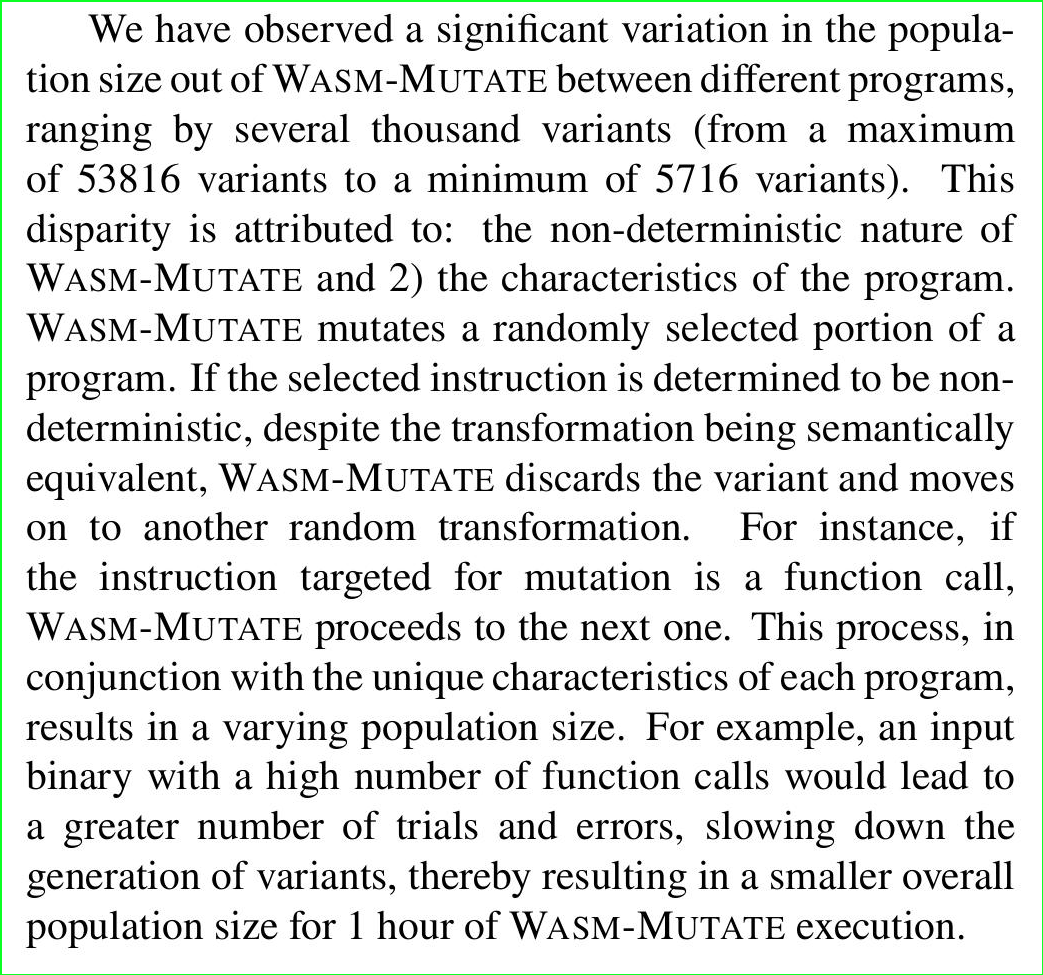 We have observed a significant variation in the popula-
tion size out of WASM-MUTATE between different programs,
ranging by several thousand variants (from a maximum
of 53816 variants to a minimum of 5716 variants). This
disparity is attributed to: the non-deterministic nature of
WASM-MUTATE and 2) the characteristics of the program.
WASM-MUTATE mutates a randomly selected portion of a
program. If the selected instruction is determined to be non-
deterministic, despite the transformation being semantically
equivalent, WASM-MUTATE discards the variant and moves
on to another random transformation. For instance, if
the instruction targeted for mutation is a function call,
WASM-MUTATE proceeds to the next one. This process, in
conjunction with the unique characteristics of each program,
results in a varying population size. For example, an input
binary with a high number of function calls would lead to
a greater number of trials and errors, slowing down the
generation of variants, thereby resulting in a smaller overall
population size for 1 hour of WASM-MUTATE execution.